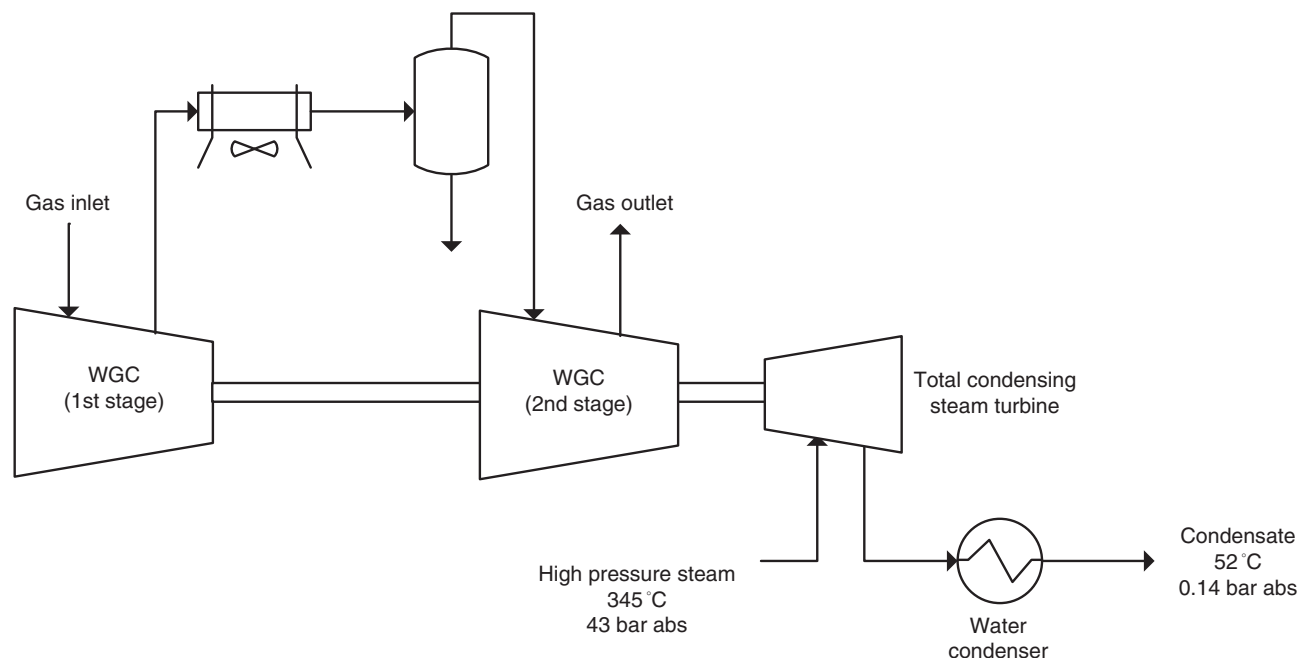 Gas inlet
Gas outlet
WGC
(1st stage)
WGC
(2nd stage)
Total condensing
steam turbine
High pressure steam
345 °C
43 bar abs
Water
condenser
Condensate
52 °C
0.14 bar abs